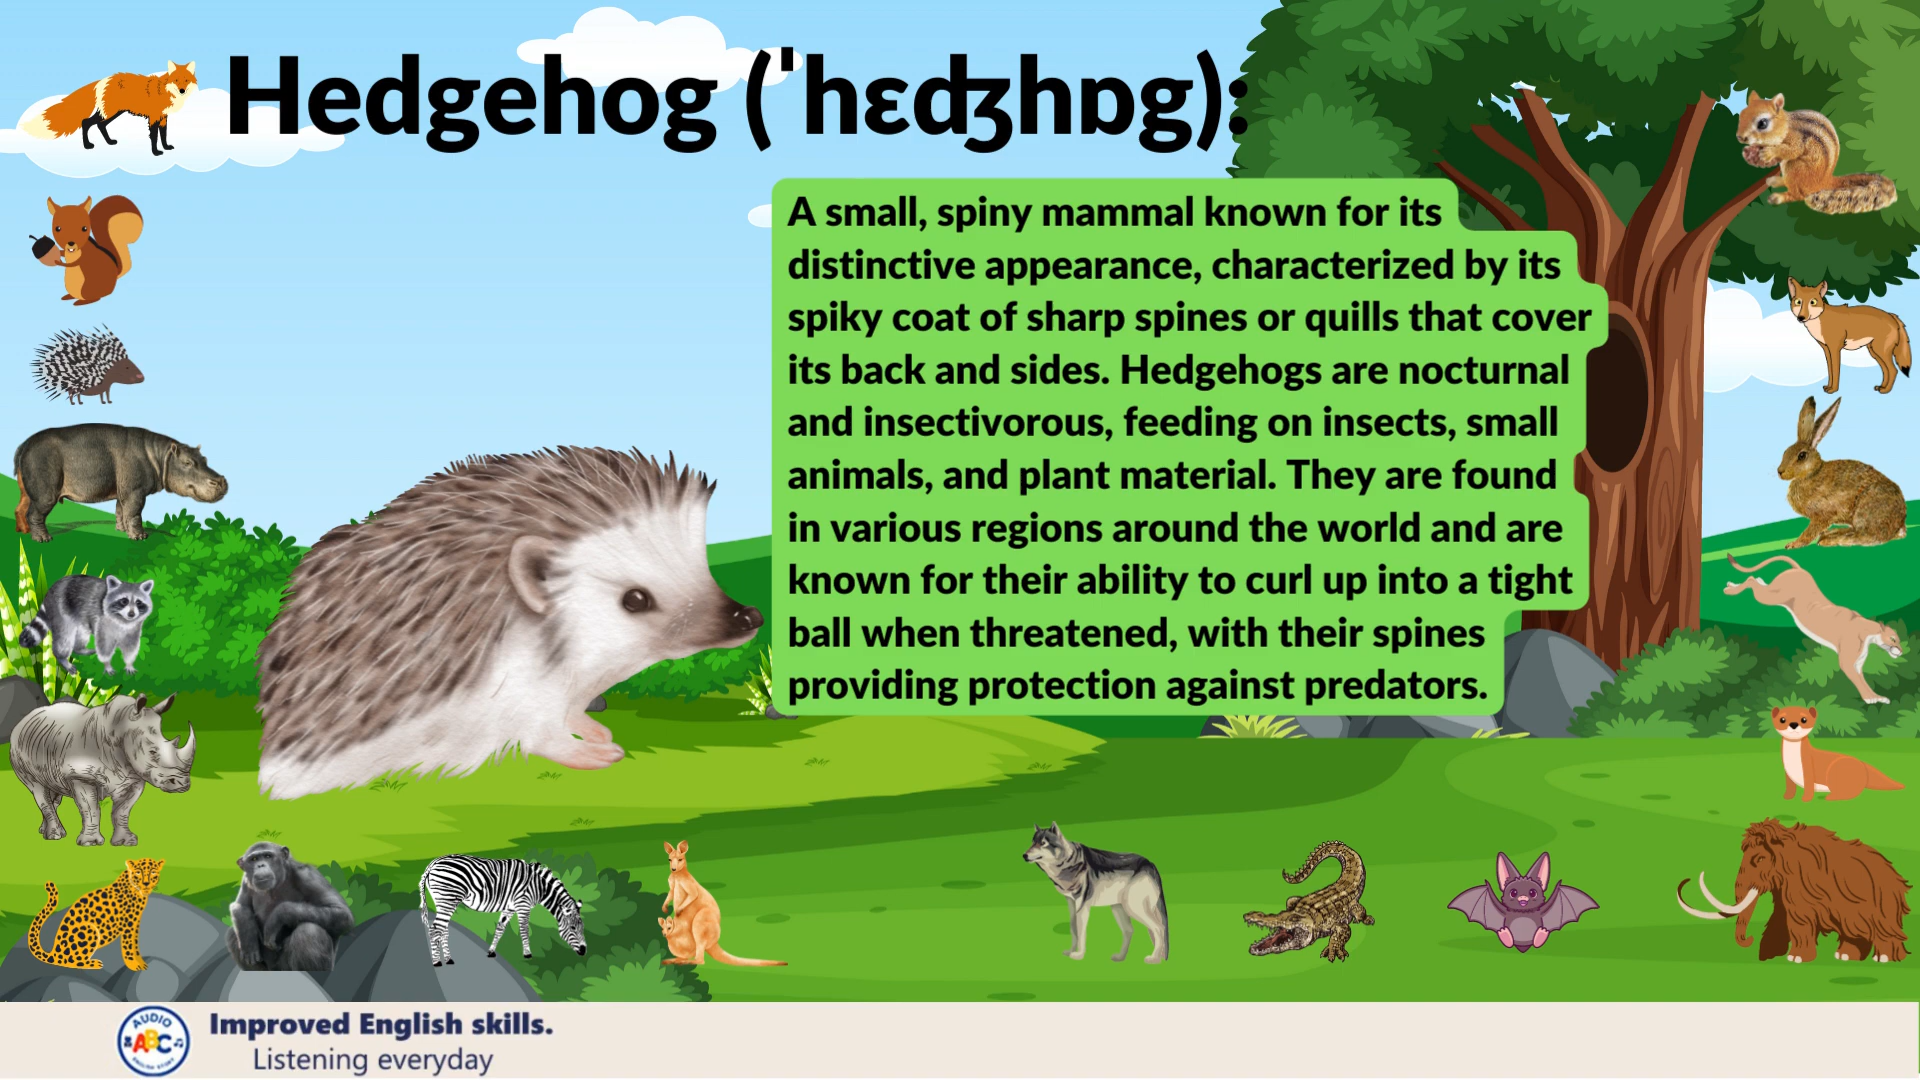 Hedgehog (ˈhɛʤhɒg):
A small, spiny mammal known for its
distinctive appearance, characterized by its
spiky coat of sharp spines or quills that cover
its back and sides. Hedgehogs are nocturnal
and insectivorous, feeding on insects, small
animals, and plant material. They are found
in various regions around the world and are
known for their ability to curl up into a tight
ball when threatened, with their spines
providing protection against predators.
AUDIO
ABC
Improved English skills.
Listening everyday